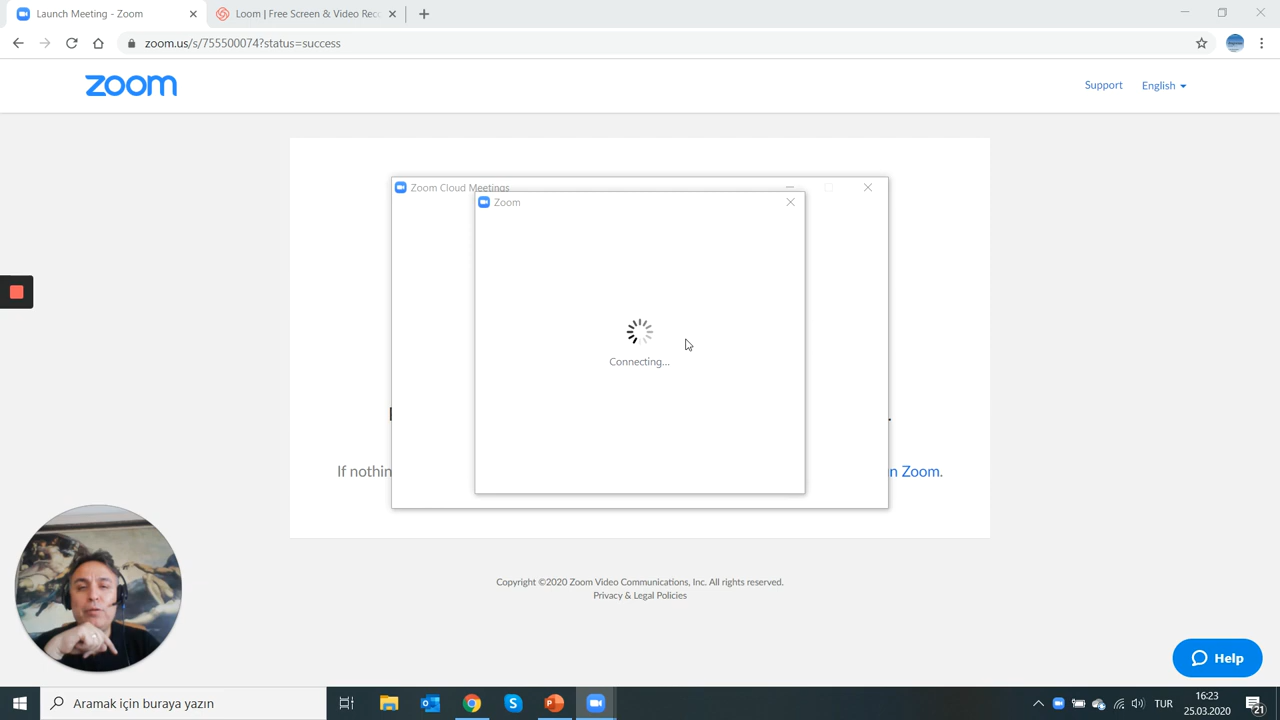 Launch Meeting - Zoom
Loom | Free Screen & Video Rec
zoom.us/s/755500074?status=success
zoom
Support
English
Zoom Cloud Meetings
Zoom
Connecting...
If nothin
n Zoom.
Copyright ©2020 Zoom Video Communications, Inc. All rights reserved.
Privacy & Legal Policies
Help
Aramak için buraya yazın
TUR
16:23
25.03.2020
21